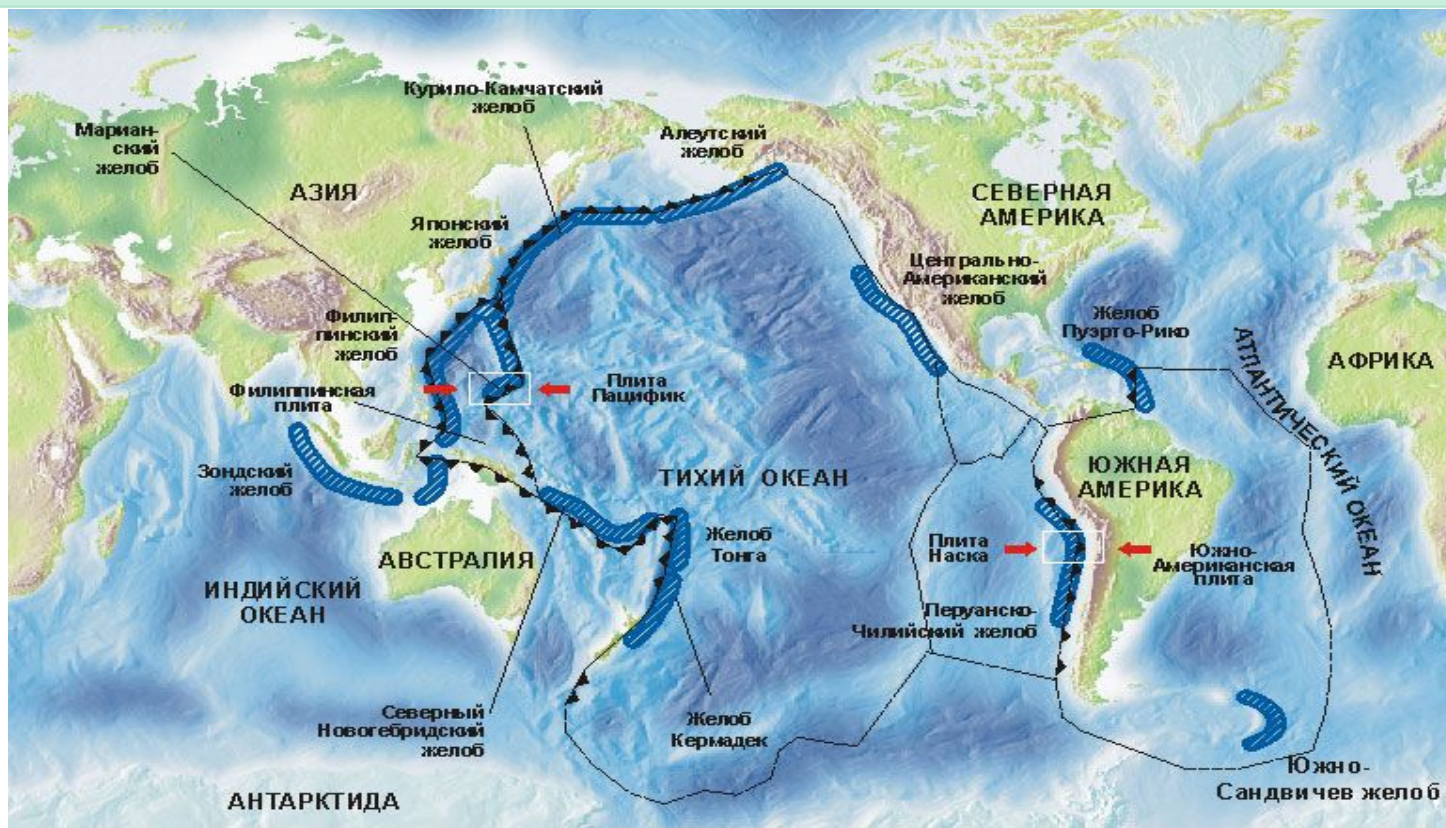 Курило-Камчатский
желоб
Мариан-
ский
желоб
Алеутский
желоб
АЗИЯ
СЕВЕРНАЯ
АМЕРИКА
Японский
желоб
Центрально-
Американский
желоб
Филип-
пинский
желоб
Желоб
Пуэрто-Рико
АТЛАНТИЧЕСКИЙ ОКЕАН
АФРИКА
Филиппинская
плита
Плита
Пацифик
Зондский
желоб
ТИХИЙ ОКЕАН
ЮЖНАЯ
АМЕРИКА
АВСТРАЛИЯ
Желоб
Тонга
Плита
Наска
Южно-
Американская
плита
ИНДИЙСКИЙ
ОКЕАН
Перуанско-
Чилийский желоб
Северный
Новогебридский
желоб
Желоб
Кермадек
Южно-
Сандвичев желоб
АНТАРКТИДА